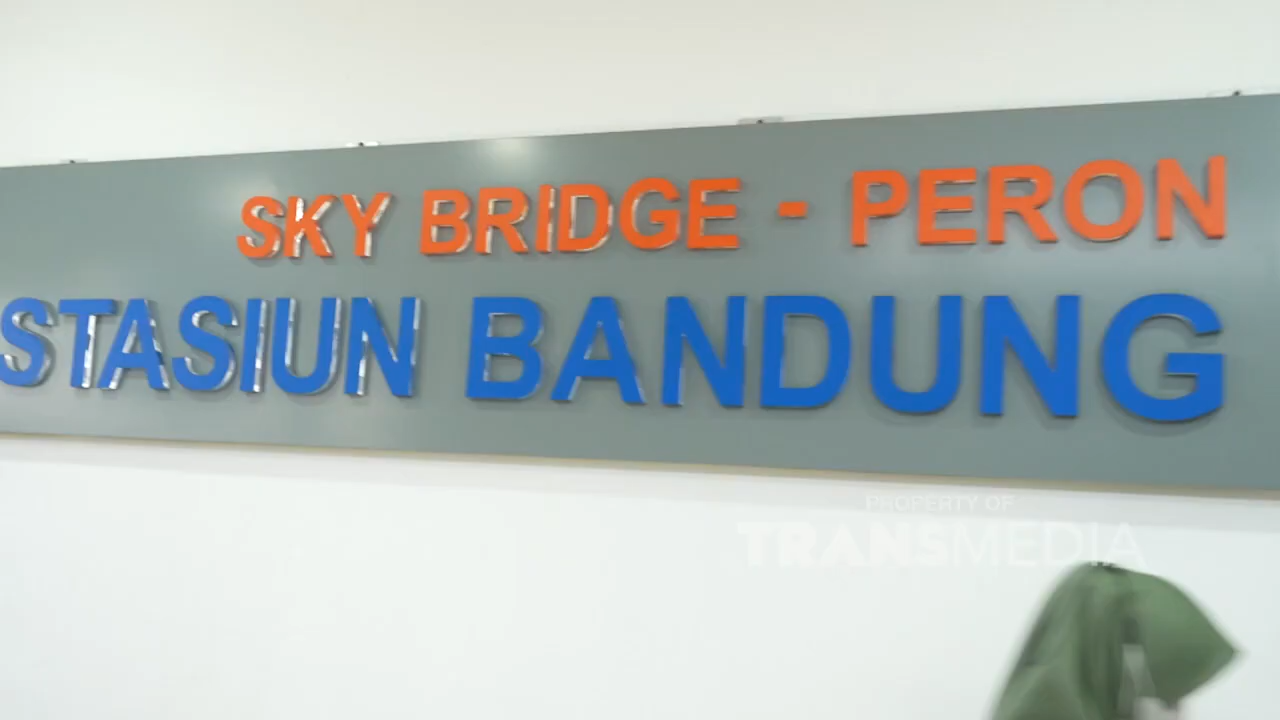 SKY BRIDGE - PERON
STASIUN BANDUNG
PROPERTY OF
TRANSMEDIA